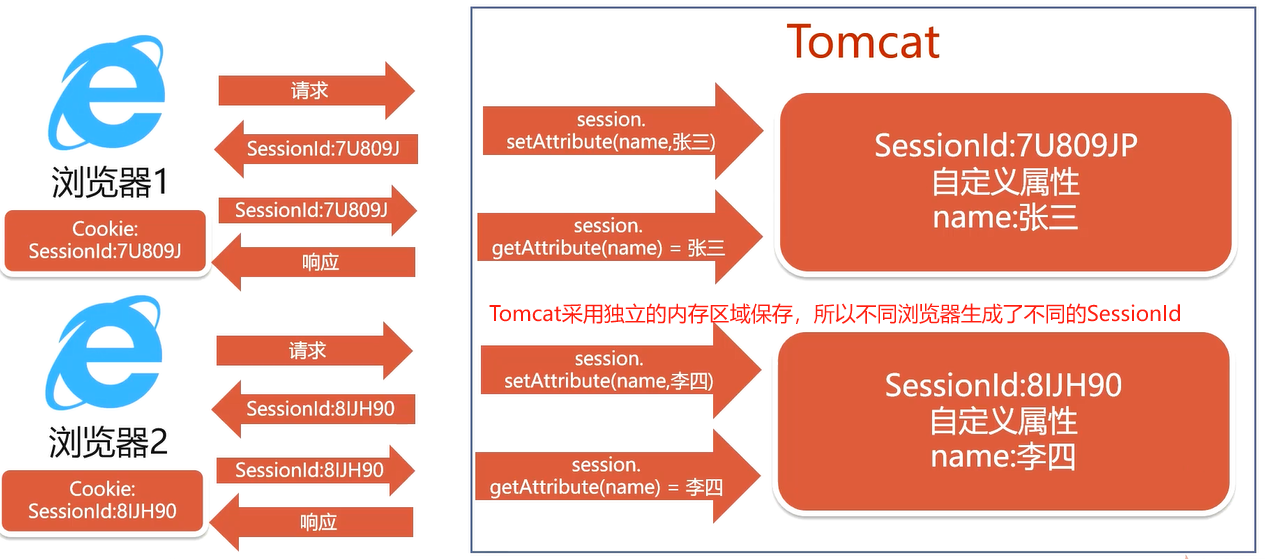 Tomcat
请求
session.
setAttribute(name,张三)
SessionId:7U809J
浏览器1
SessionId:7U809J
Cookie:
SessionId:7U809J
session.
getAttribute(name) = 张三
响应
SessionId:7U809JP
自定义属性
name:张三
Tomcat采用独立的内存区域保存，所以不同浏览器生成了不同的SessionId
请求
session.
setAttribute(name,李四)
SessionId:8IJH90
浏览器2
SessionId:8IJH90
Cookie:
SessionId:8IJH90
session.
getAttribute(name) = 李四
响应
SessionId:8IJH90
自定义属性
name:李四